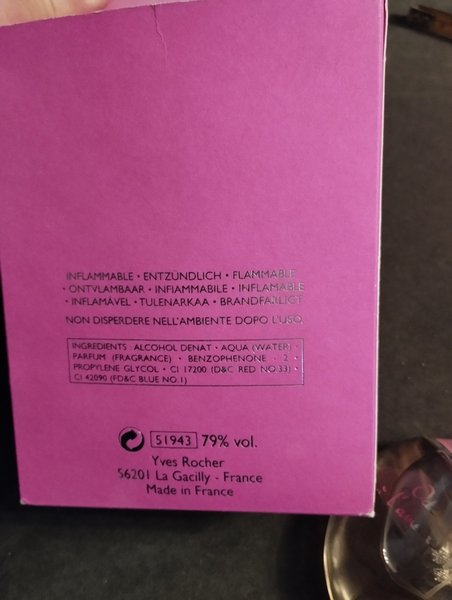 INFLAMMABLE • ENTZÜNDLICH • FLAMMABLE
• ONTVLAMBAAR • INFIAMMABILE • INFLAMABLE
• INFLAMÁVEL • TULENARKAA • BRANDFARLIGT
NON DISPERDERE NELL'AMBIENTE DOPO L'USO.
INGREDIENTS : ALCOHOL DENAT • AQUA (WATER) •
PARFUM (FRAGRANCE) • BENZOPHENONE - 2 •
PROPYLENE GLYCOL • CI 17200 (D&C RED NO.33) •
CI 42090 (FD&C BLUE NO.1)
51943 79% vol.
Yves Rocher
56201 La Gacilly - France
Made in France